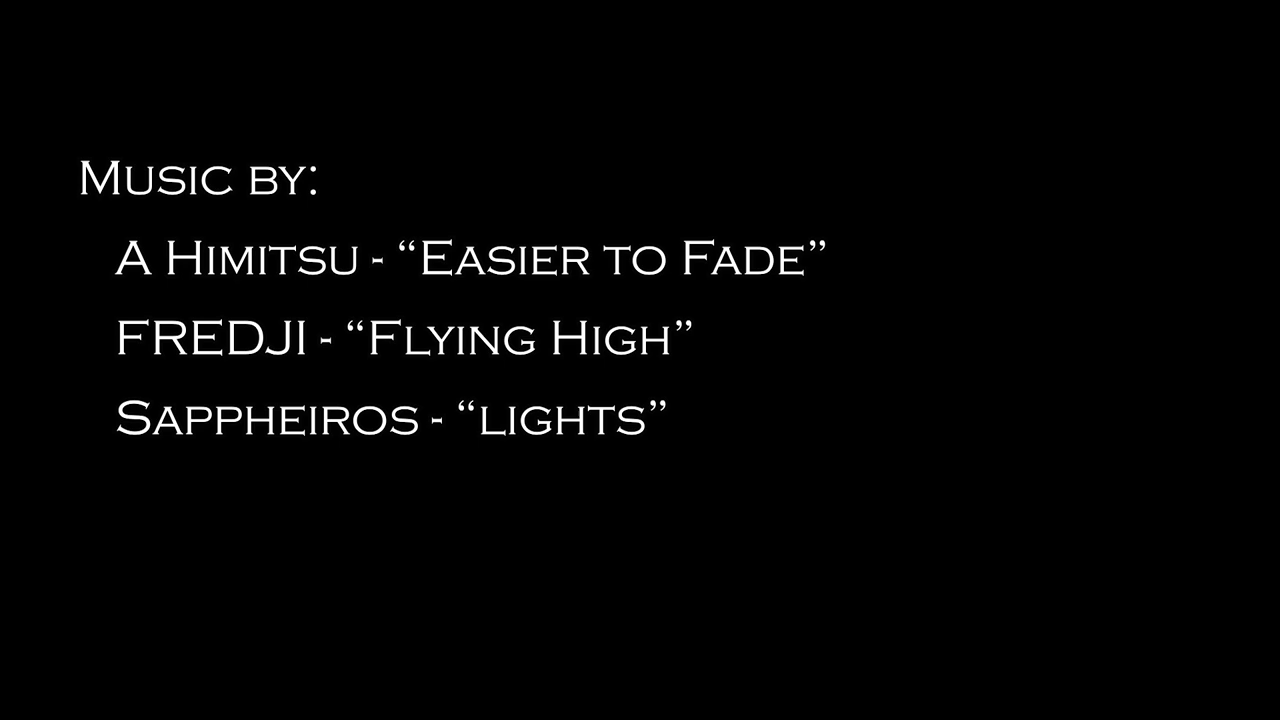 Music by:
A Himitsu - “Easier to Fade”
FREDJI - “Flying High”
Sappheiros - “lights”